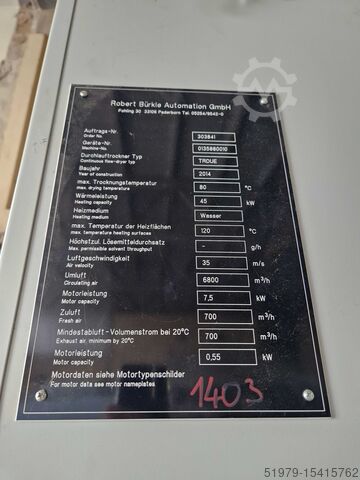 Robert Bürkle Automation GmbH
Pohling 30 33106 Paderborn Tel. 05254/9542-0
Auftrags-Nr.
Order No.
303841
Geräte-Nr.
Machine-No.
0135880010
Durchlauftrockner Typ
Continuous flow-dryer typ
TRDUE
Baujahr
Year of construction
2014
max. Trocknungstemperatur
max. drying temperature
80 °C
Wärmeleistung
Heating capacity
45 kW
Heizmedium
Heating medium
Wasser
max. Temperatur der Heizflächen
max. temperature heating surfaces
120 °C
Höchstzul. Lösemitteldurchsatz
Max. permissible solvent throughput
- g/h
Luftgeschwindigkeit
Air velocity
35 m/s
Umluft
Circulating air
6800 m³/h
Motorleistung
Motor capacity
7,5 kW
Zuluft
Fresh air
700 m³/h
Mindestabluft-Volumenstrom bei 20°C
Exhaust air, minimum by 20°C
700 m³/h
Motorleistung
Motor capacity
0,55 kW
Motordaten siehe Motortypenschilder
For motor data see motor nameplates
1403
51979-15415762